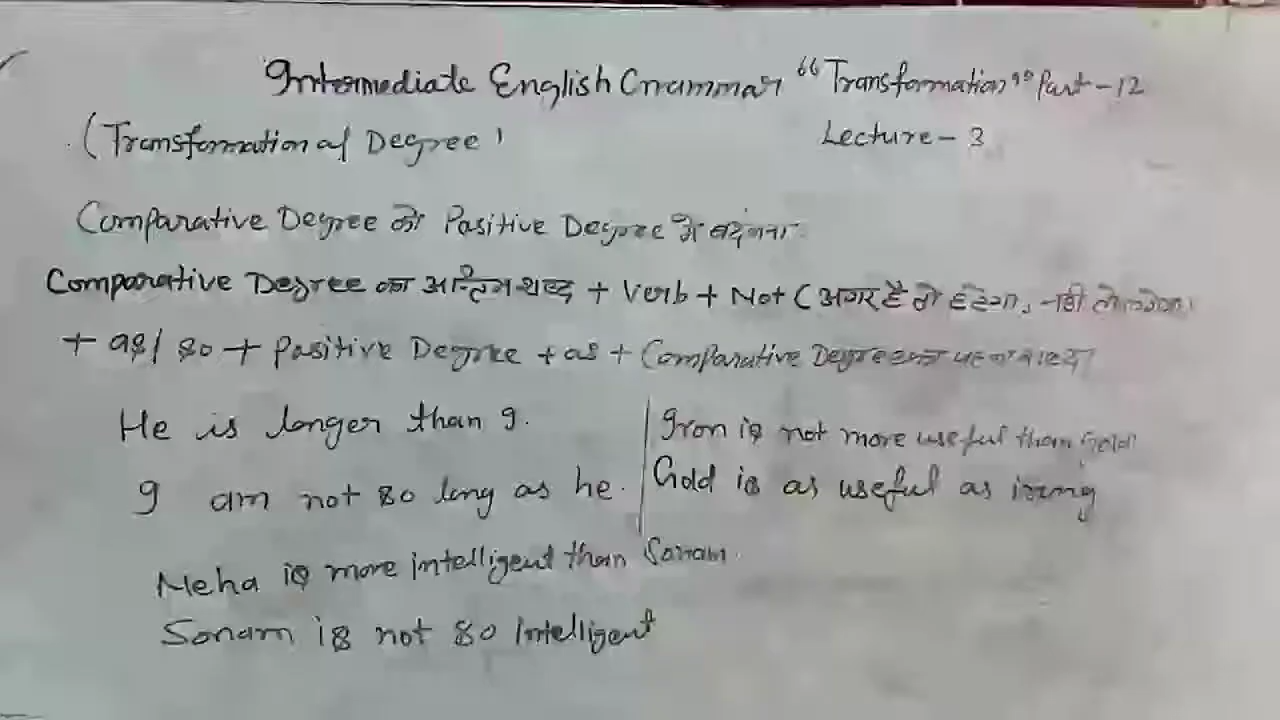 Intermediate English Grammar "Transformation" Part-12
(Transformation of Degree)
Lecture-3
Comparative Degree को Positive Degree में बदलना
Comparative Degree का अन्तिम शब्द + Verb + Not (अगर है तो हटेगा, नहीं तो लगेगा)
+ as/so + Positive Degree + as + Comparative Degree का पहला शब्द
He is longer than I.
I am not so long as he.
Iron is not more useful than Gold
Gold is as useful as
Neha is more intelligent than Sonam.
Sonam is not so intelligent